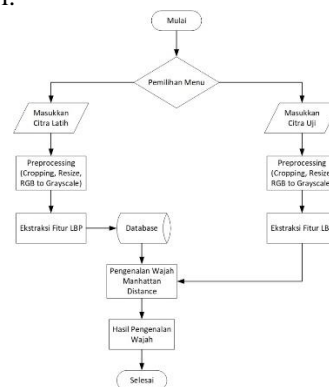 1.
Mulai
Pemilihan Menu
Masukkan
Citra Latih
Masukkan
Citra Uji
Preprocessing
(Cropping, Resize,
RGB to Grayscale)
Preprocessing
(Cropping, Resize,
RGB to Grayscale)
Ekstraksi Fitur LBP
Database
Ekstraksi Fitur LBP
Pengenalan Wajah
Manhattan
Distance
Hasil Pengenalan
Wajah
Selesai